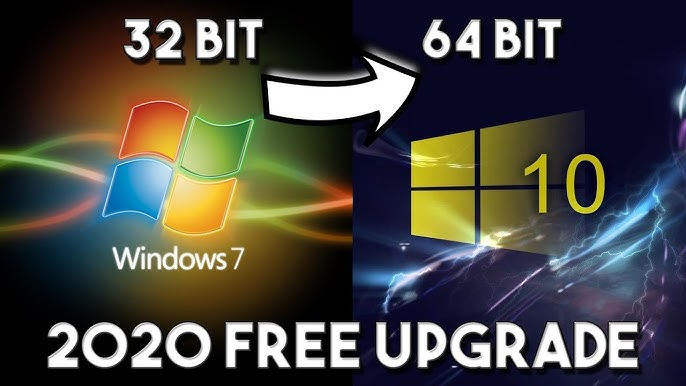 32 BIT
64 BIT
Windows 7
10
2020 FREE UPGRADE